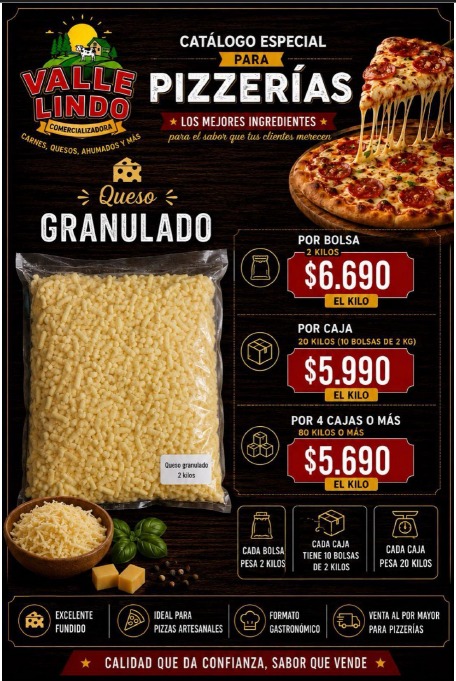 VALLE
LINDO
COMERCIALIZADORA
CARNES, QUESOS, AHUMADOS Y MÁS
CATÁLOGO ESPECIAL
PARA
PIZZERÍAS
LOS MEJORES INGREDIENTES
para el sabor que tus clientes merecen
Queso
GRANULADO
Queso granulado
2 kilos
POR BOLSA
2 KILOS
$6.690
EL KILO
POR CAJA
20 KILOS (10 BOLSAS DE 2 KG)
$5.990
EL KILO
POR 4 CAJAS O MÁS
80 KILOS O MÁS
$5.690
EL KILO
CADA BOLSA
PESA 2 KILOS
CADA CAJA
TIENE 10 BOLSAS
DE 2 KILOS
CADA CAJA
PESA 20 KILOS
EXCELENTE
FUNDIDO
IDEAL PARA
PIZZAS ARTESANALES
FORMATO
GASTRONÓMICO
VENTA AL POR MAYOR
PARA PIZZERÍAS
CALIDAD QUE DA CONFIANZA, SABOR QUE VENDE